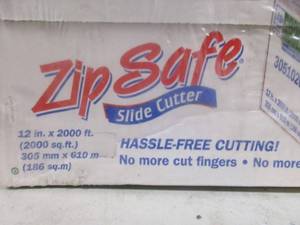 ZipSafe®
Slide Cutter
12 in. x 2000 ft.
(2000 sq.ft.)
305 mm x 610 m
(186 sq.m)
HASSLE-FREE CUTTING!
No more cut fingers • No more